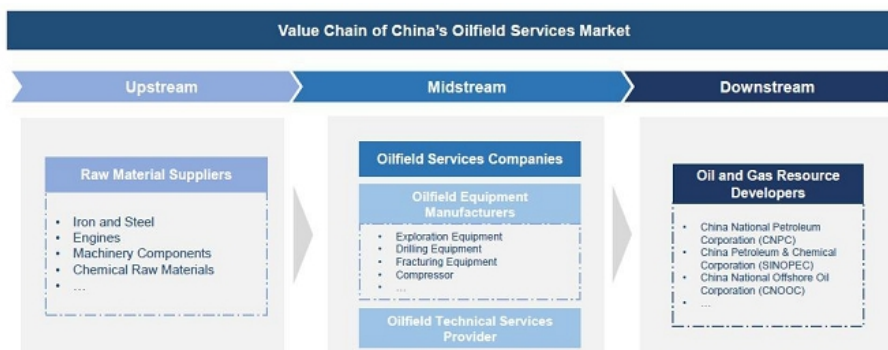 Value Chain of China's Oilfield Services Market
Upstream
Midstream
Downstream
Raw Material Suppliers
• Iron and Steel
• Engines
• Machinery Components
• Chemical Raw Materials
• ...
Oilfield Services Companies
Oilfield Equipment
Manufacturers
• Exploration Equipment
• Drilling Equipment
• Fracturing Equipment
• Compressor
• ...
Oilfield Technical Services
Provider
Oil and Gas Resource
Developers
• China National Petroleum
Corporation (CNPC)
• China Petroleum & Chemical
Corporation (SINOPEC)
• China National Offshore Oil
Corporation (CNOOC)
• ...